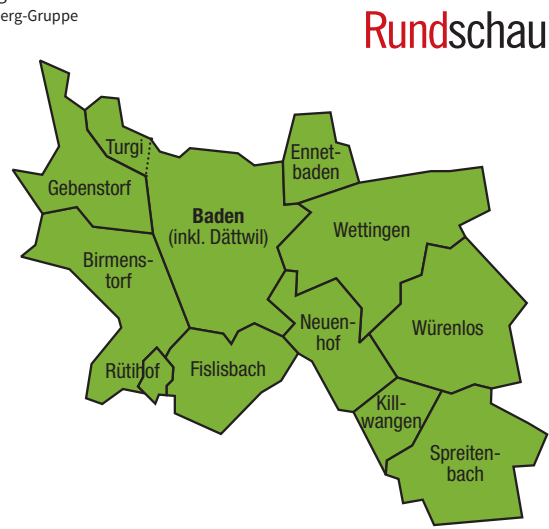 erg-Gruppe
Rundschau
Turgi
Ennet-
baden
Gebenstorf
Baden
(inkl. Dättwil)
Wettingen
Birmens-
torf
Neuen-
hof
Würenlos
Rütihof
Fislisbach
Kill-
wangen
Spreiten-
bach